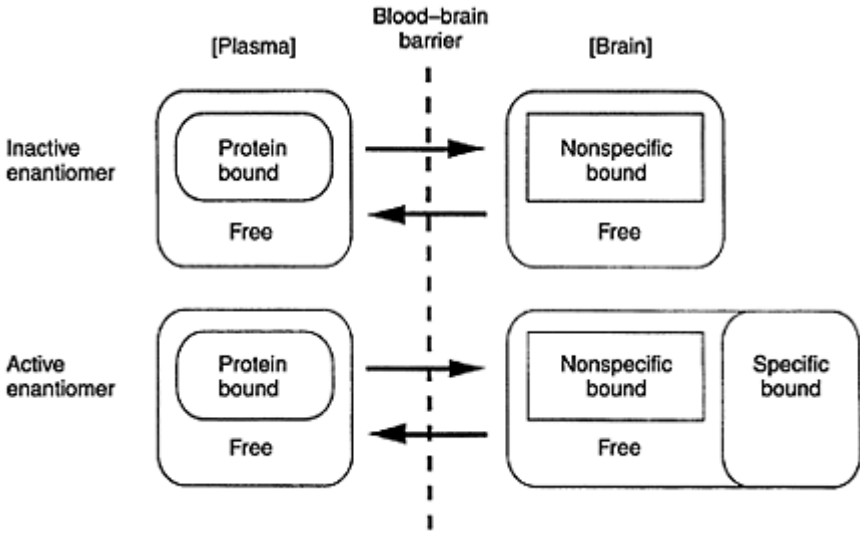 Blood–brain
barrier
[Plasma]
[Brain]
Inactive
enantiomer
Protein
bound
Free
Nonspecific
bound
Free
Active
enantiomer
Protein
bound
Free
Nonspecific
bound
Free
Specific
bound